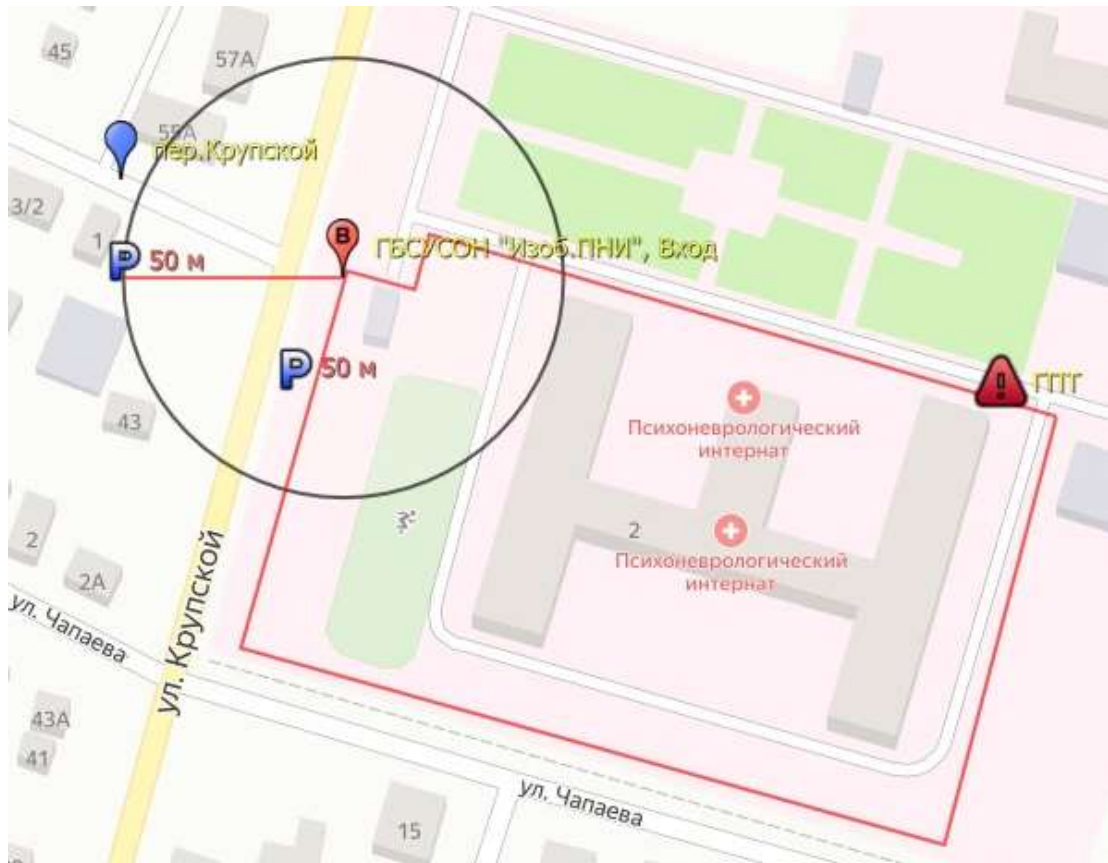 45
57А
55А
пер.Крупской
3/2
1
В
ГБСУСОН "Изоб.ПНИ", Вход
Р 50 м
Р 50 м
ГПТ
Психоневрологический
интернат
43
2
Психоневрологический
интернат
2
2А
ул. Крупской
ул. Чапаева
43А
41
ул. Чапаева
15